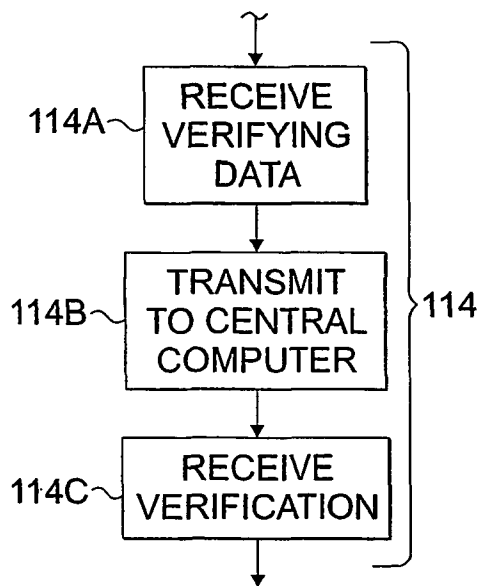 114A
RECEIVE
VERIFYING
DATA
114B
TRANSMIT
TO CENTRAL
COMPUTER
114
114C
RECEIVE
VERIFICATION